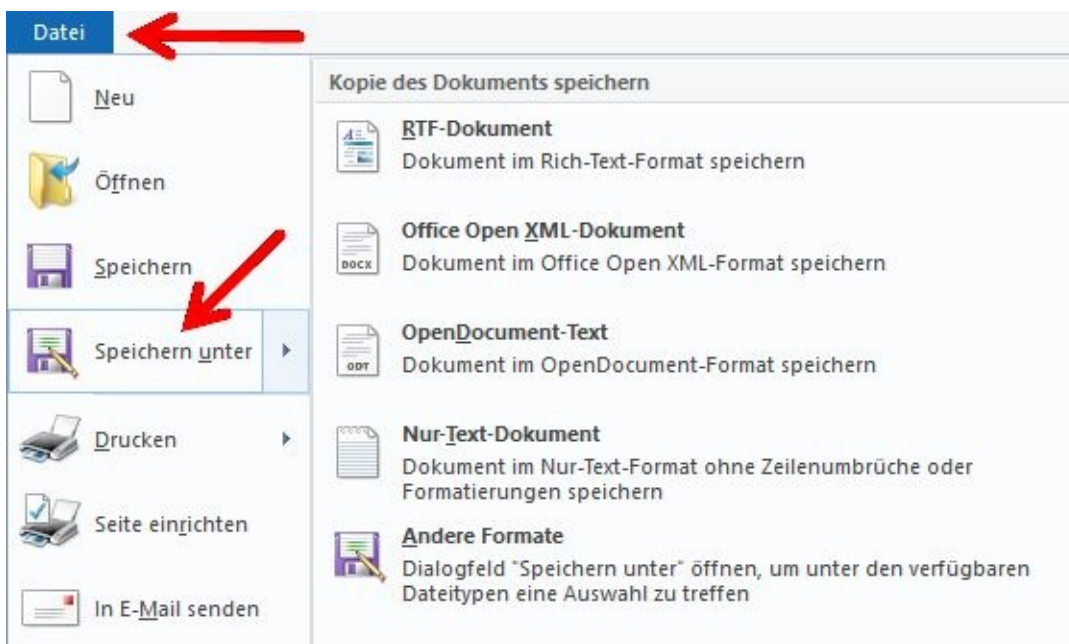 Datei
Neu
Öffnen
Speichern
Speichern unter
Drucken
Seite einrichten
In E-Mail senden
Kopie des Dokuments speichern
RTF-Dokument
Dokument im Rich-Text-Format speichern
DOCX
Office Open XML-Dokument
Dokument im Office Open XML-Format speichern
ODT
OpenDocument-Text
Dokument im OpenDocument-Format speichern
Nur-Text-Dokument
Dokument im Nur-Text-Format ohne Zeilenumbrüche oder
Formatierungen speichern
Andere Formate
Dialogfeld "Speichern unter" öffnen, um unter den verfügbaren
Dateitypen eine Auswahl zu treffen